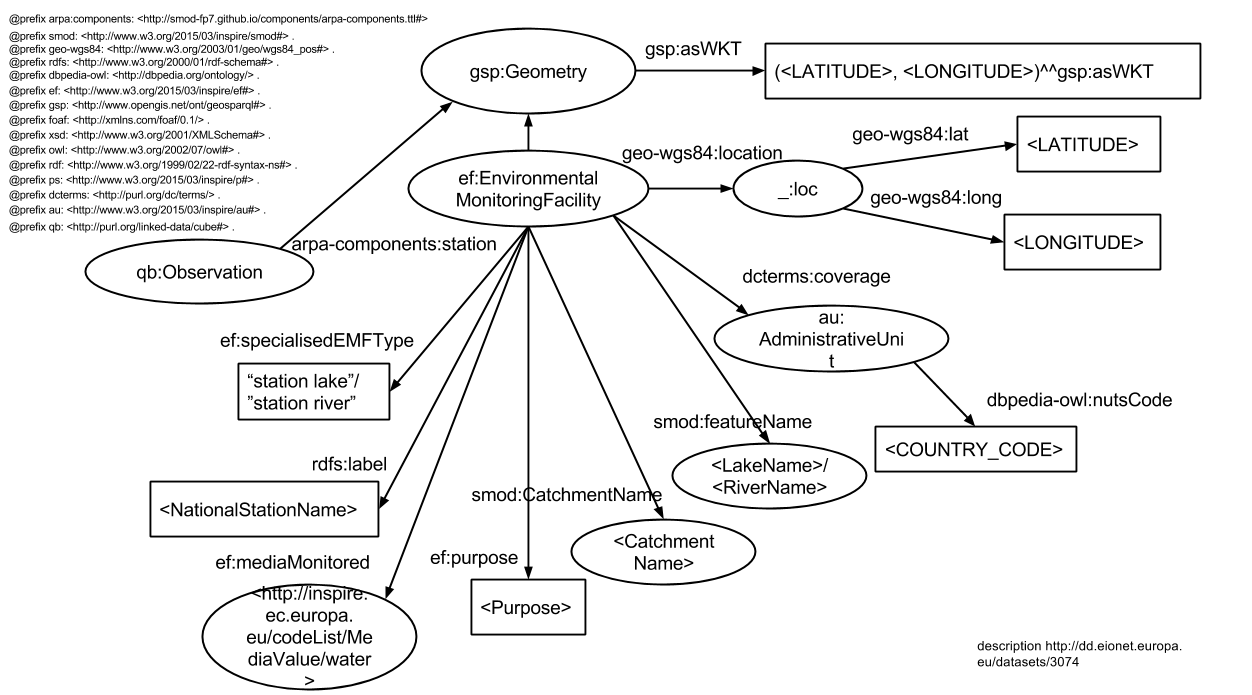 @prefix arpa:components: <http://smod-fp7.github.io/components/arpa-components.ttl#>
@prefix smod: <http://www.w3.org/2015/03/inspire/smod#> .
@prefix geo-wgs84: <http://www.w3.org/2003/01/geo/wgs84_pos#> .
@prefix rdfs: <http://www.w3.org/2000/01/rdf-schema#> .
@prefix dbpedia-owl: <http://dbpedia.org/ontology/> .
@prefix ef: <http://www.w3.org/2015/03/inspire/ef#> .
@prefix gsp: <http://www.opengis.net/ont/geosparql#> .
@prefix foaf: <http://xmlns.com/foaf/0.1/> .
@prefix xsd: <http://www.w3.org/2001/XMLSchema#> .
@prefix owl: <http://www.w3.org/2002/07/owl#> .
@prefix rdf: <http://www.w3.org/1999/02/22-rdf-syntax-ns#> .
@prefix ps: <http://www.w3.org/2015/03/inspire/p#> .
@prefix dcterms: <http://purl.org/dc/terms/> .
@prefix au: <http://www.w3.org/2015/03/inspire/au#> .
@prefix qb: <http://purl.org/linked-data/cube#> .
gsp:Geometry
gsp:asWKT
(<LATITUDE>, <LONGITUDE>)^^gsp:asWKT
ef:Environmental
MonitoringFacility
geo-wgs84:location
_:loc
geo-wgs84:lat
<LATITUDE>
geo-wgs84:long
<LONGITUDE>
qb:Observation
arpa-components:station
dcterms:coverage
au:
AdministrativeUni
t
dbpedia-owl:nutsCode
<COUNTRY_CODE>
ef:specialisedEMFType
“station lake”/
”station river”
smod:featureName
<LakeName>/
<RiverName>
rdfs:label
<NationalStationName>
smod:CatchmentName
<Catchment
Name>
ef:mediaMonitored
<http://inspire.
ec.europa.
eu/codeList/Me
diaValue/water
>
ef:purpose
<Purpose>
description http://dd.eionet.europa.
eu/datasets/3074